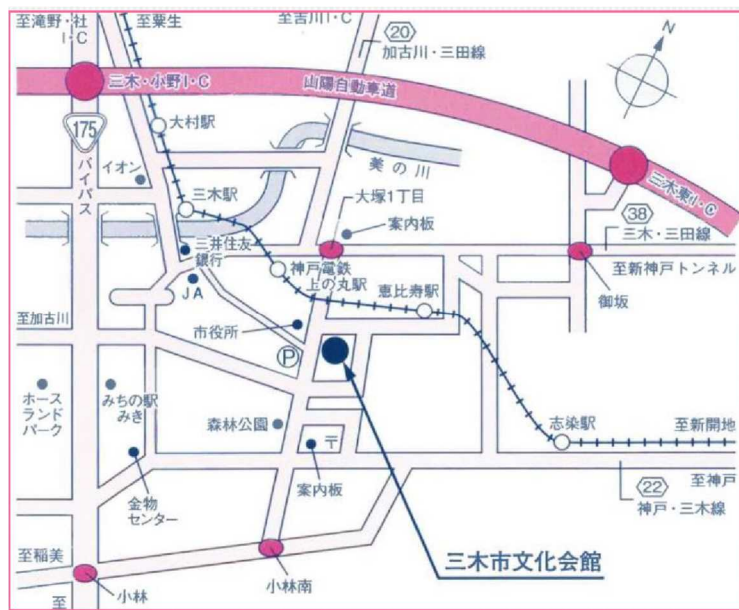 至滝野・社
I・C
至粟生
至吉川I・C
20
加古川・三田線
N
三木・小野I・C
山陽自動車道
175
バイパス
大村駅
イオン
美の川
三木東I・C
三木駅
大塚1丁目
案内板
38
三木・三田線
三井住友
銀行
神戸電鉄
上の丸駅
恵比寿駅
至新神戸トンネル
御坂
JA
至加古川
市役所
P
ホース
ランド
パーク
みちの駅
みき
森林公園
〒
志染駅
至新開地
案内板
金物
センター
至神戸
22
神戸・三木線
至稲美
小林
小林南
三木市文化会館
至